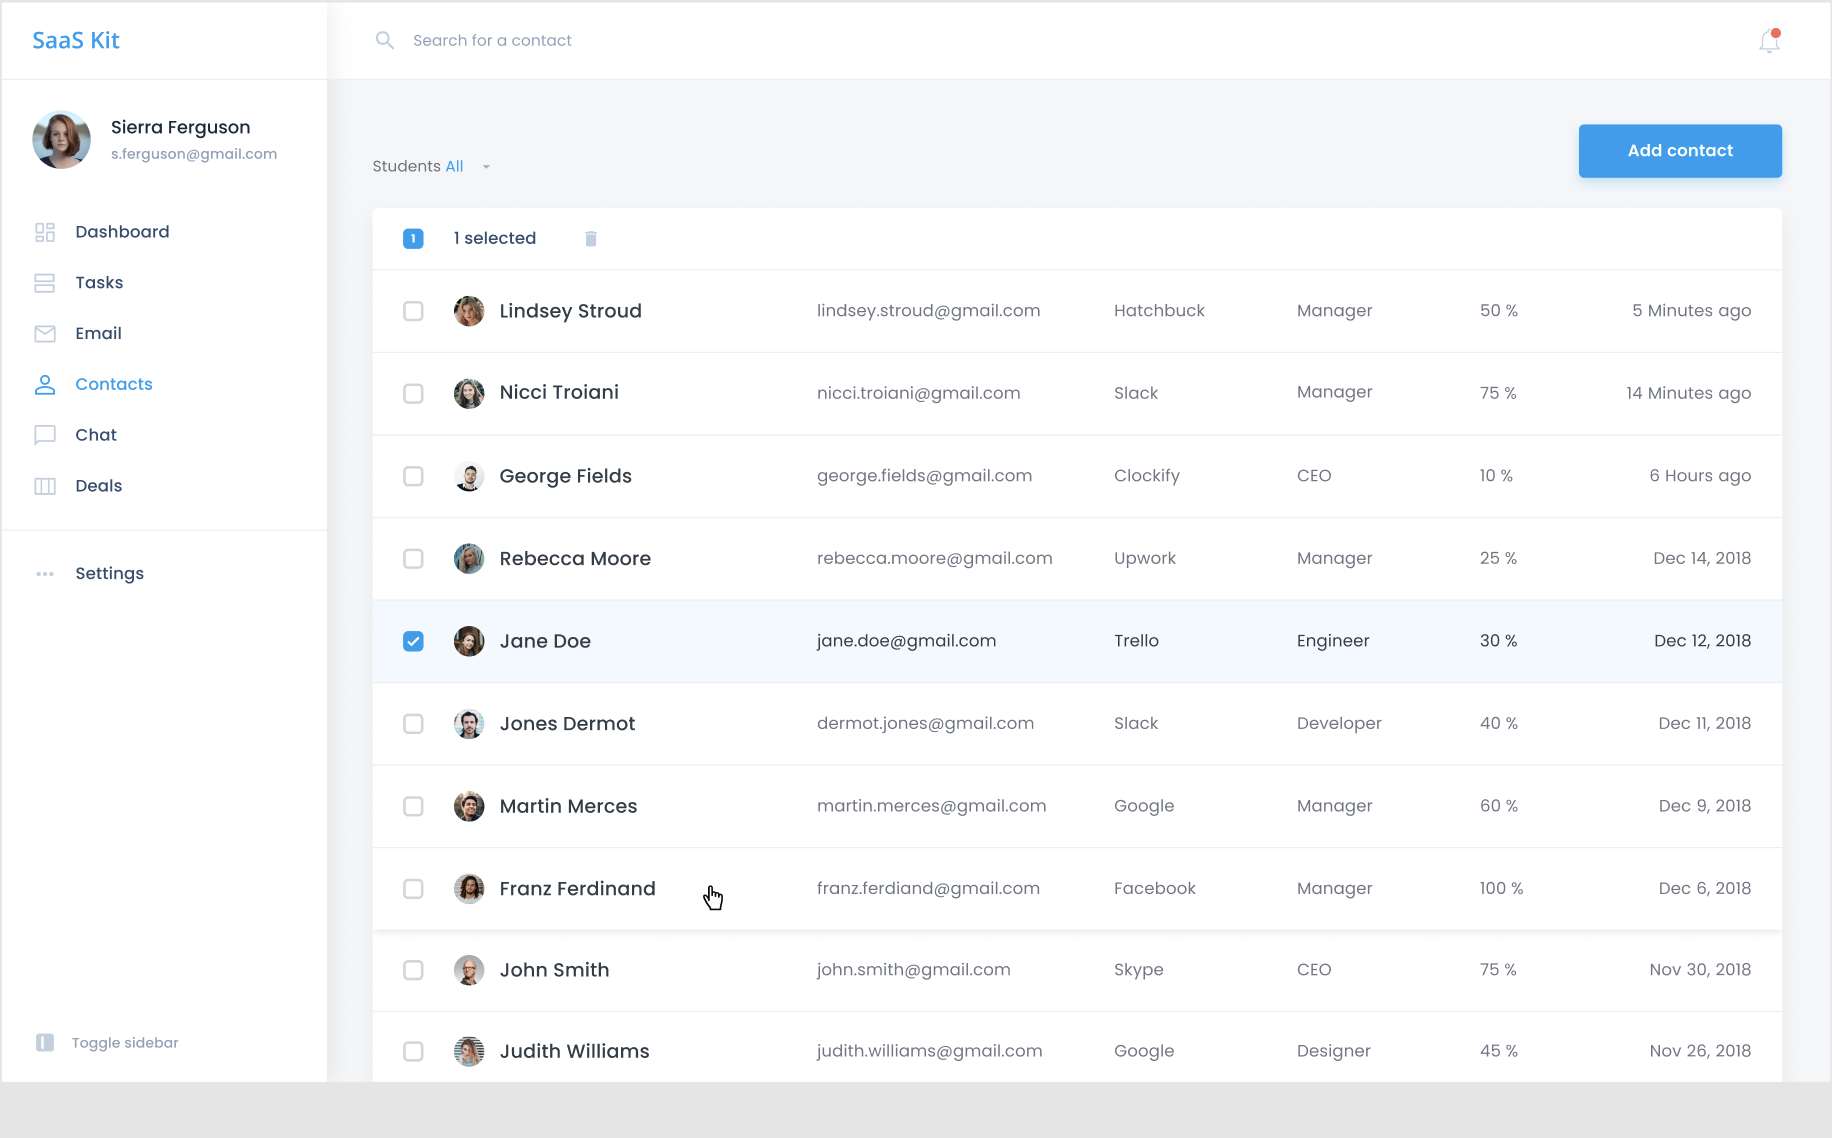 SaaS Kit
Search for a contact
Sierra Ferguson
s.ferguson@gmail.com
Dashboard
Tasks
Email
Contacts
Chat
Deals
Settings
Toggle sidebar
Students All
Add contact
1 1 selected
Lindsey Stroud lindsey.stroud@gmail.com Hatchbuck Manager 50 % 5 Minutes ago
Nicci Troiani nicci.troiani@gmail.com Slack Manager 75 % 14 Minutes ago
George Fields george.fields@gmail.com Clockify CEO 10 % 6 Hours ago
Rebecca Moore rebecca.moore@gmail.com Upwork Manager 25 % Dec 14, 2018
Jane Doe jane.doe@gmail.com Trello Engineer 30 % Dec 12, 2018
Jones Dermot dermot.jones@gmail.com Slack Developer 40 % Dec 11, 2018
Martin Merces martin.merces@gmail.com Google Manager 60 % Dec 9, 2018
Franz Ferdinand franz.ferdiand@gmail.com Facebook Manager 100 % Dec 6, 2018
John Smith john.smith@gmail.com Skype CEO 75 % Nov 30, 2018
Judith Williams judith.williams@gmail.com Google Designer 45 % Nov 26, 2018